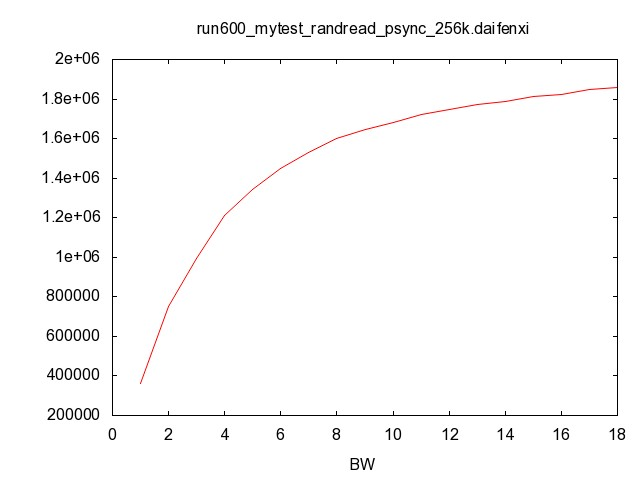 run600_mytest_randread_psync_256k.daifenxi
2e+06
1.8e+06
1.6e+06
1.4e+06
1.2e+06
1e+06
800000
600000
400000
200000
0 2 4 6 8 10 12 14 16 18
BW